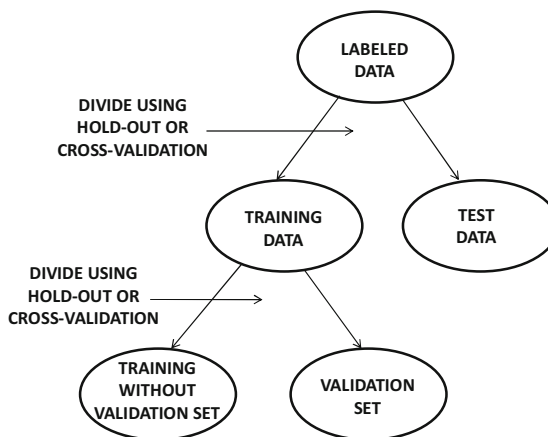 LABELED
DATA
DIVIDE USING
HOLD-OUT OR
CROSS-VALIDATION
TRAINING
DATA
TEST
DATA
DIVIDE USING
HOLD-OUT OR
CROSS-VALIDATION
TRAINING
WITHOUT
VALIDATION SET
VALIDATION
SET